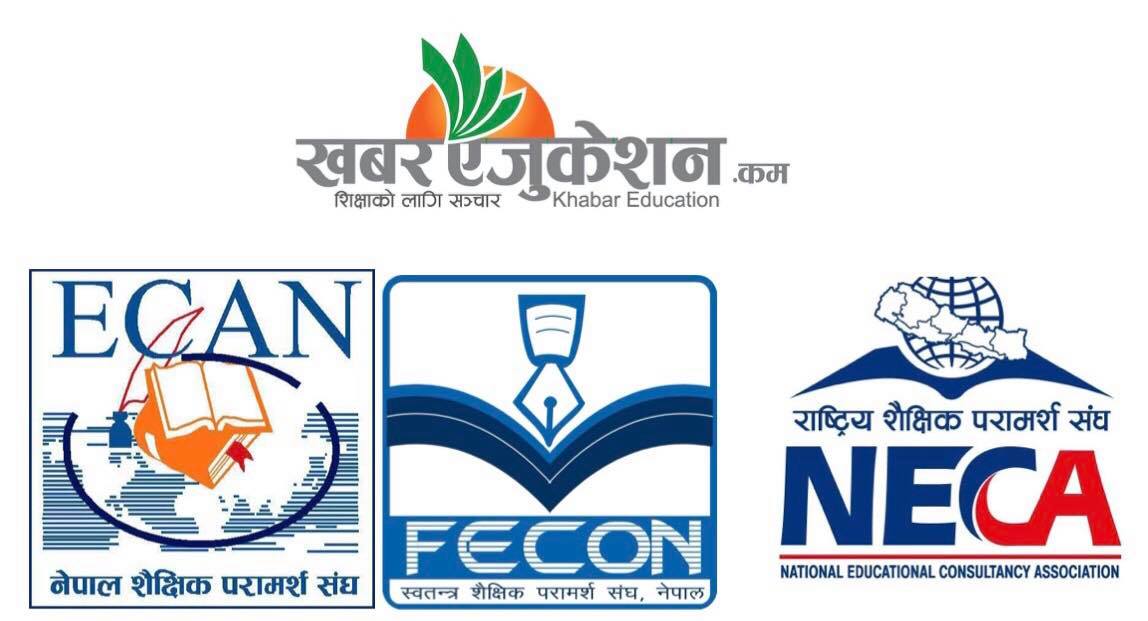 खबर एजुकेशन.कम
शिक्षाको लागि सञ्चार Khabar Education
ECAN
नेपाल शैक्षिक परामर्श संघ
FECON
स्वतन्त्र शैक्षिक परामर्श संघ, नेपाल
राष्ट्रिय शैक्षिक परामर्श संघ
NECA
NATIONAL EDUCATIONAL CONSULTANCY ASSOCIATION